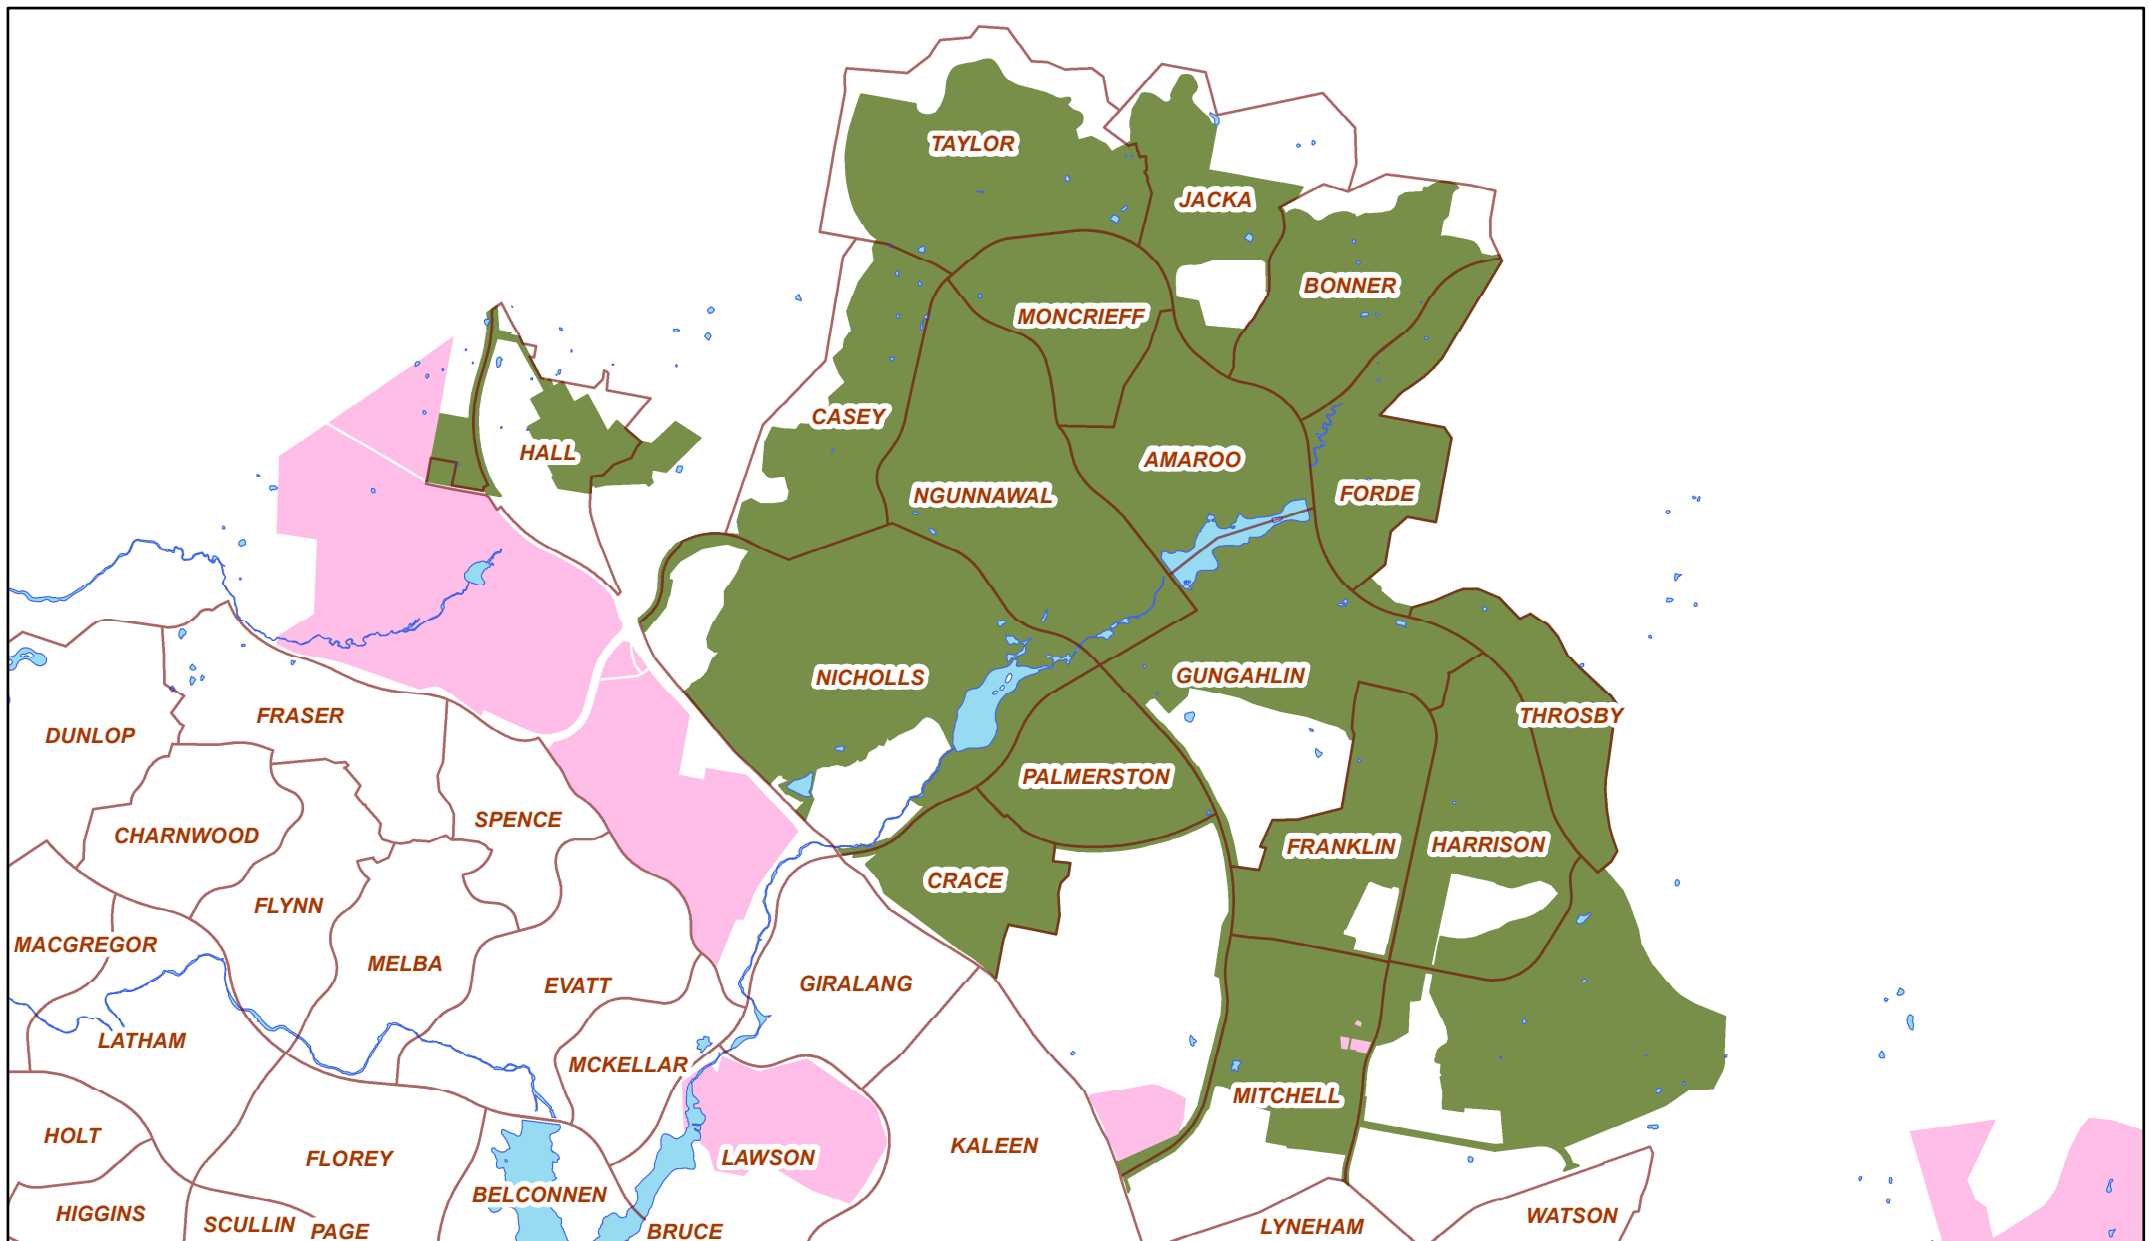 TAYLOR
JACKA
BONNER
MONCRIEFF
CASEY
HALL
AMAROO
NGUNNAWAL
FORDE
NICHOLLS
GUNGAHLIN
THROSBY
FRASER
DUNLOP
PALMERSTON
SPENCE
CHARNWOOD
FRANKLIN
HARRISON
CRACE
FLYNN
MACGREGOR
MELBA
EVATT
GIRALANG
LATHAM
MCKELLAR
MITCHELL
HOLT
KALEEN
FLOREY
LAWSON
BELCONNEN
HIGGINS
SCULLIN
PAGE
BRUCE
LYNEHAM
WATSON